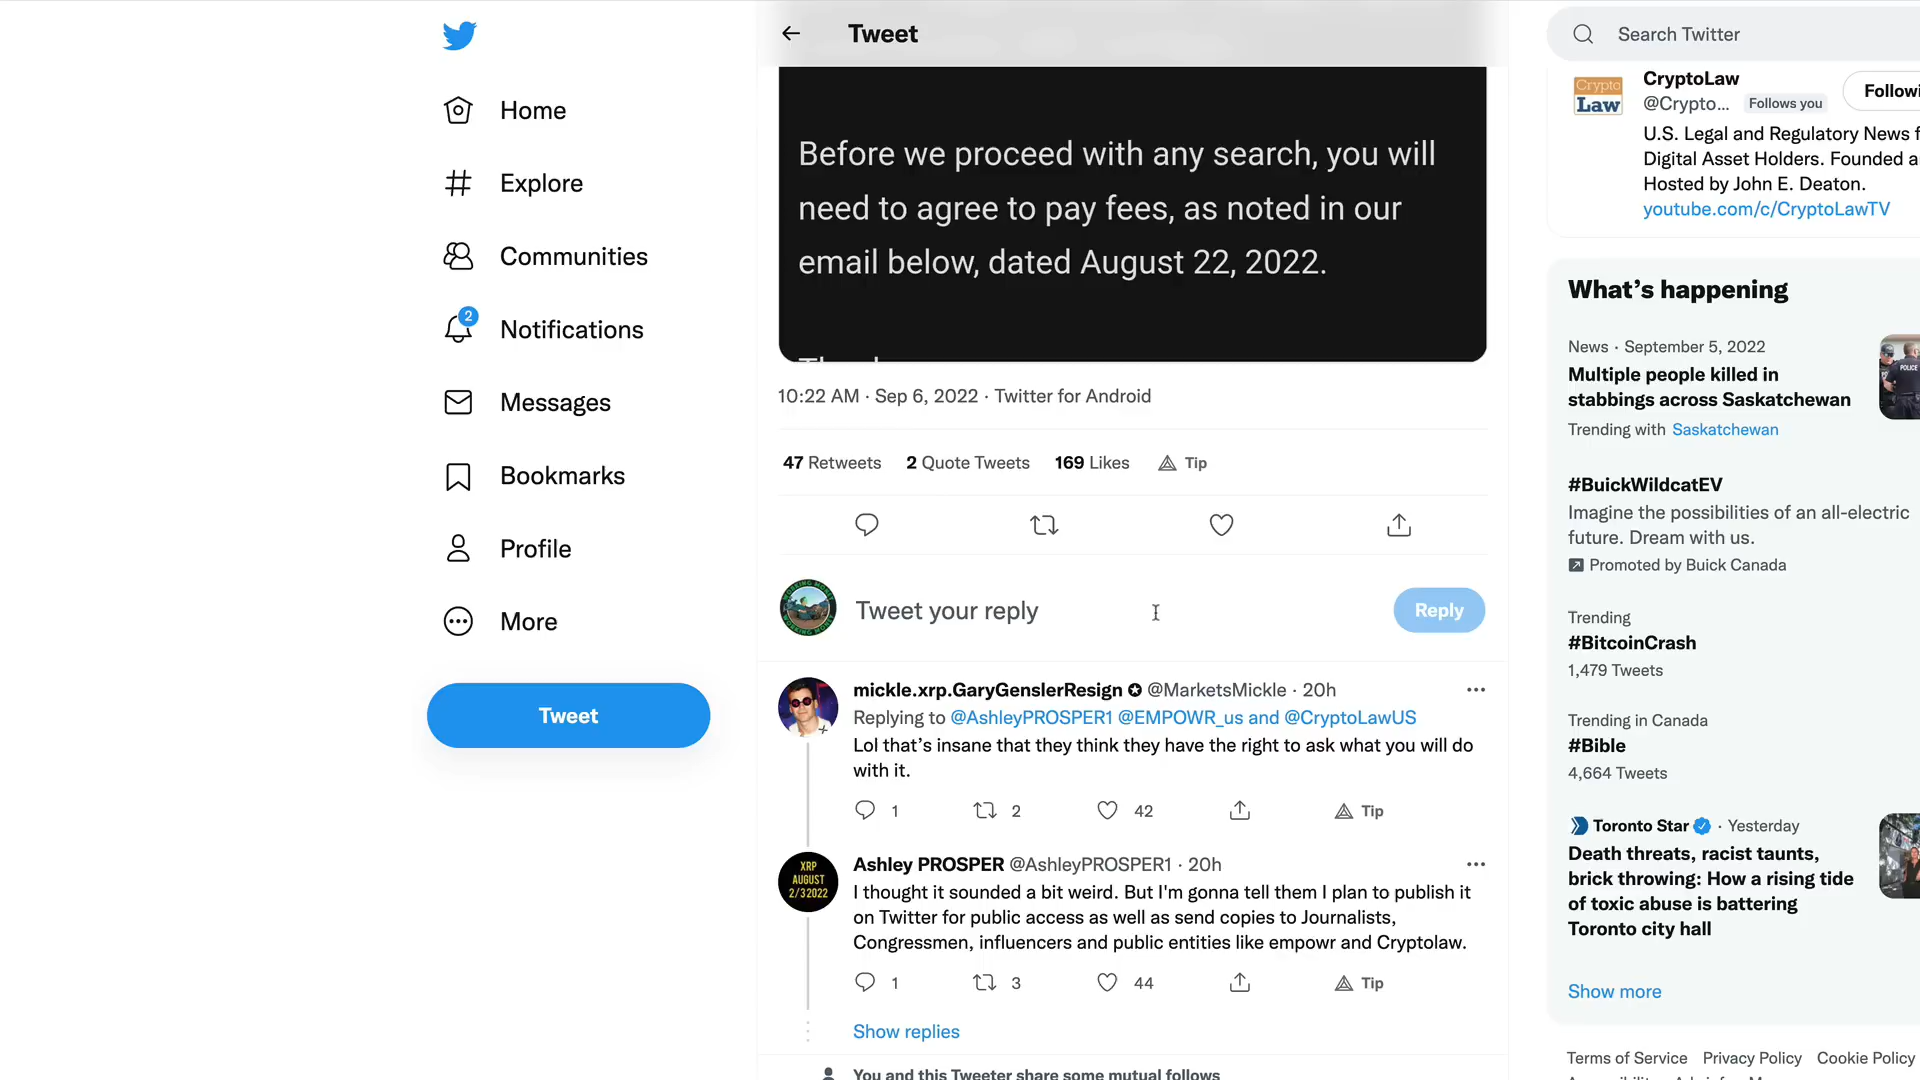 Home
Explore
Communities
2
Notifications
Messages
Bookmarks
Profile
More
Tweet
Tweet
Before we proceed with any search, you will
need to agree to pay fees, as noted in our
email below, dated August 22, 2022.
10:22 AM · Sep 6, 2022 · Twitter for Android
47 Retweets 2 Quote Tweets 169 Likes Tip
Tweet your reply
Reply
mickle.xrp.GaryGenslerResign @MarketsMickle · 20h
Replying to @AshleyPROSPER1 @EMPOWR_us and @CryptoLawUS
Lol that's insane that they think they have the right to ask what you will do
with it.
1 2 42 Tip
XRP
AUGUST
2/32022
Ashley PROSPER @AshleyPROSPER1 · 20h
I thought it sounded a bit weird. But I'm gonna tell them I plan to publish it
on Twitter for public access as well as send copies to Journalists,
Congressmen, influencers and public entities like empowr and Cryptolaw.
1 3 44 Tip
Show replies
You and this Tweeter share some mutual follows
Search Twitter
Crypto
Law
CryptoLaw
@Crypto... Follows you
U.S. Legal and Regulatory News f
Digital Asset Holders. Founded a
Hosted by John E. Deaton.
youtube.com/c/CryptoLawTV
What's happening
News · September 5, 2022
Multiple people killed in
stabbings across Saskatchewan
Trending with Saskatchewan
POLICE
#BuickWildcatEV
Imagine the possibilities of an all-electric
future. Dream with us.
Promoted by Buick Canada
Trending
#BitcoinCrash
1,479 Tweets
Trending in Canada
#Bible
4,664 Tweets
Toronto Star · Yesterday
Death threats, racist taunts,
brick throwing: How a rising tide
of toxic abuse is battering
Toronto city hall
Show more
Terms of Service Privacy Policy Cookie Policy